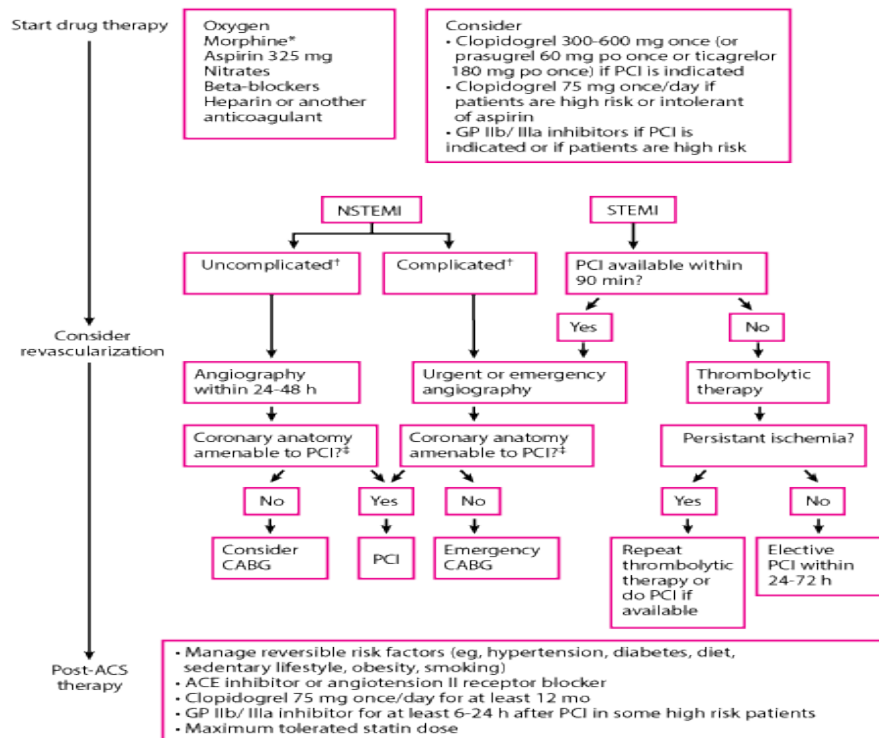 Start drug therapy
Oxygen
Morphine*
Aspirin 325 mg
Nitrates
Beta-blockers
Heparin or another
anticoagulant
Consider
• Clopidogrel 300-600 mg once (or
prasugrel 60 mg po once or ticagrelor
180 mg po once) if PCI is indicated
• Clopidogrel 75 mg once/day if
patients are high risk or intolerant
of aspirin
• GP IIb/ IIIa inhibitors if PCI is
indicated or if patients are high risk
NSTEMI
STEMI
Uncomplicated†
Complicated†
PCI available within
90 min?
Yes
No
Consider
revascularization
Angiography
within 24-48 h
Urgent or emergency
angiography
Thrombolytic
therapy
Coronary anatomy
amenable to PCI?‡
Coronary anatomy
amenable to PCI?‡
Persistant ischemia?
No
Yes
No
Yes
No
Consider
CABG
PCI
Emergency
CABG
Repeat
thrombolytic
therapy or
do PCI if
available
Elective
PCI within
24-72 h
Post-ACS
therapy
• Manage reversible risk factors (eg, hypertension, diabetes, diet,
sedentary lifestyle, obesity, smoking)
• ACE inhibitor or angiotension II receptor blocker
• Clopidogrel 75 mg once/day for at least 12 mo
• GP IIb/ IIIa inhibitor for at least 6-24 h after PCI in some high risk patients
• Maximum tolerated statin dose